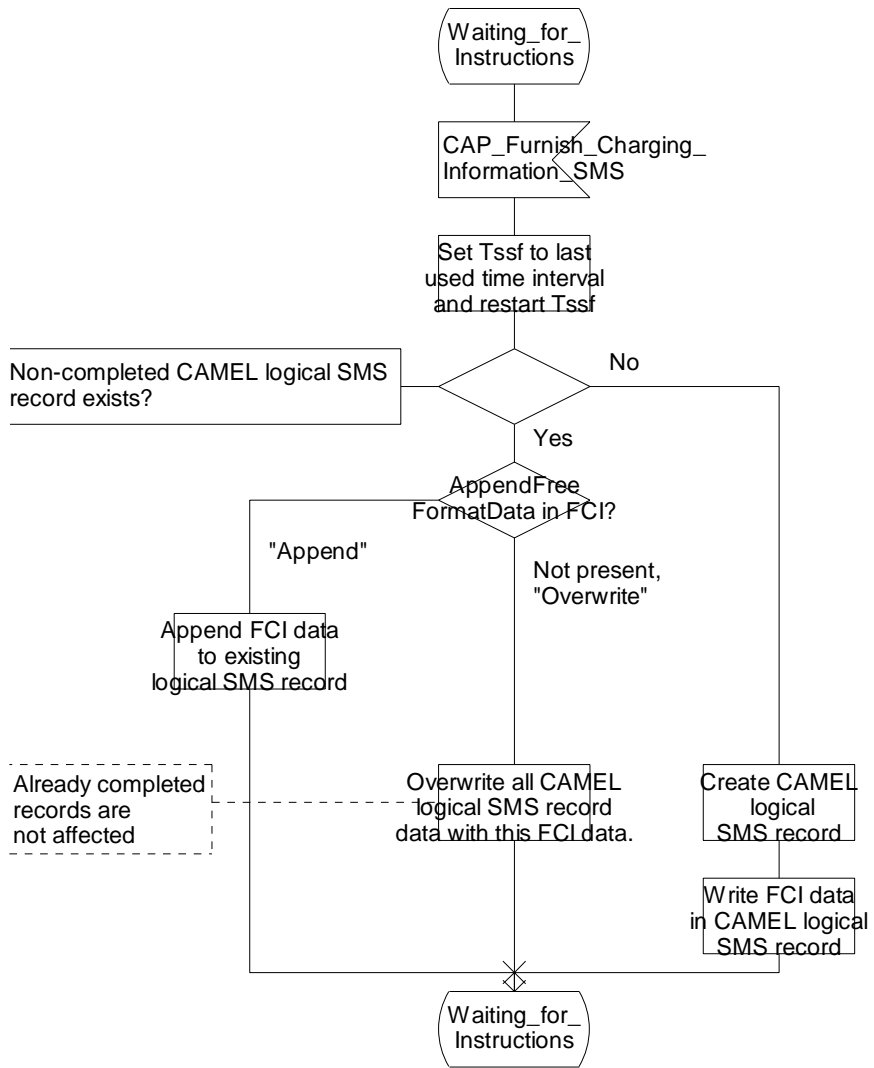 Waiting_for_
Instructions
CAP_Furnish_Charging_
Information_SMS
Set Tssf to last
used time interval
and restart Tssf
Non-completed CAMEL logical SMS
record exists?
No
Yes
AppendFree
FormatData in FCI?
"Append"
Not present,
"Overwrite"
Append FCI data
to existing
logical SMS record
Already completed
records are
not affected
Overwrite all CAMEL
logical SMS record
data with this FCI data.
Create CAMEL
logical
SMS record
Write FCI data
in CAMEL logical
SMS record
Waiting_for_
Instructions